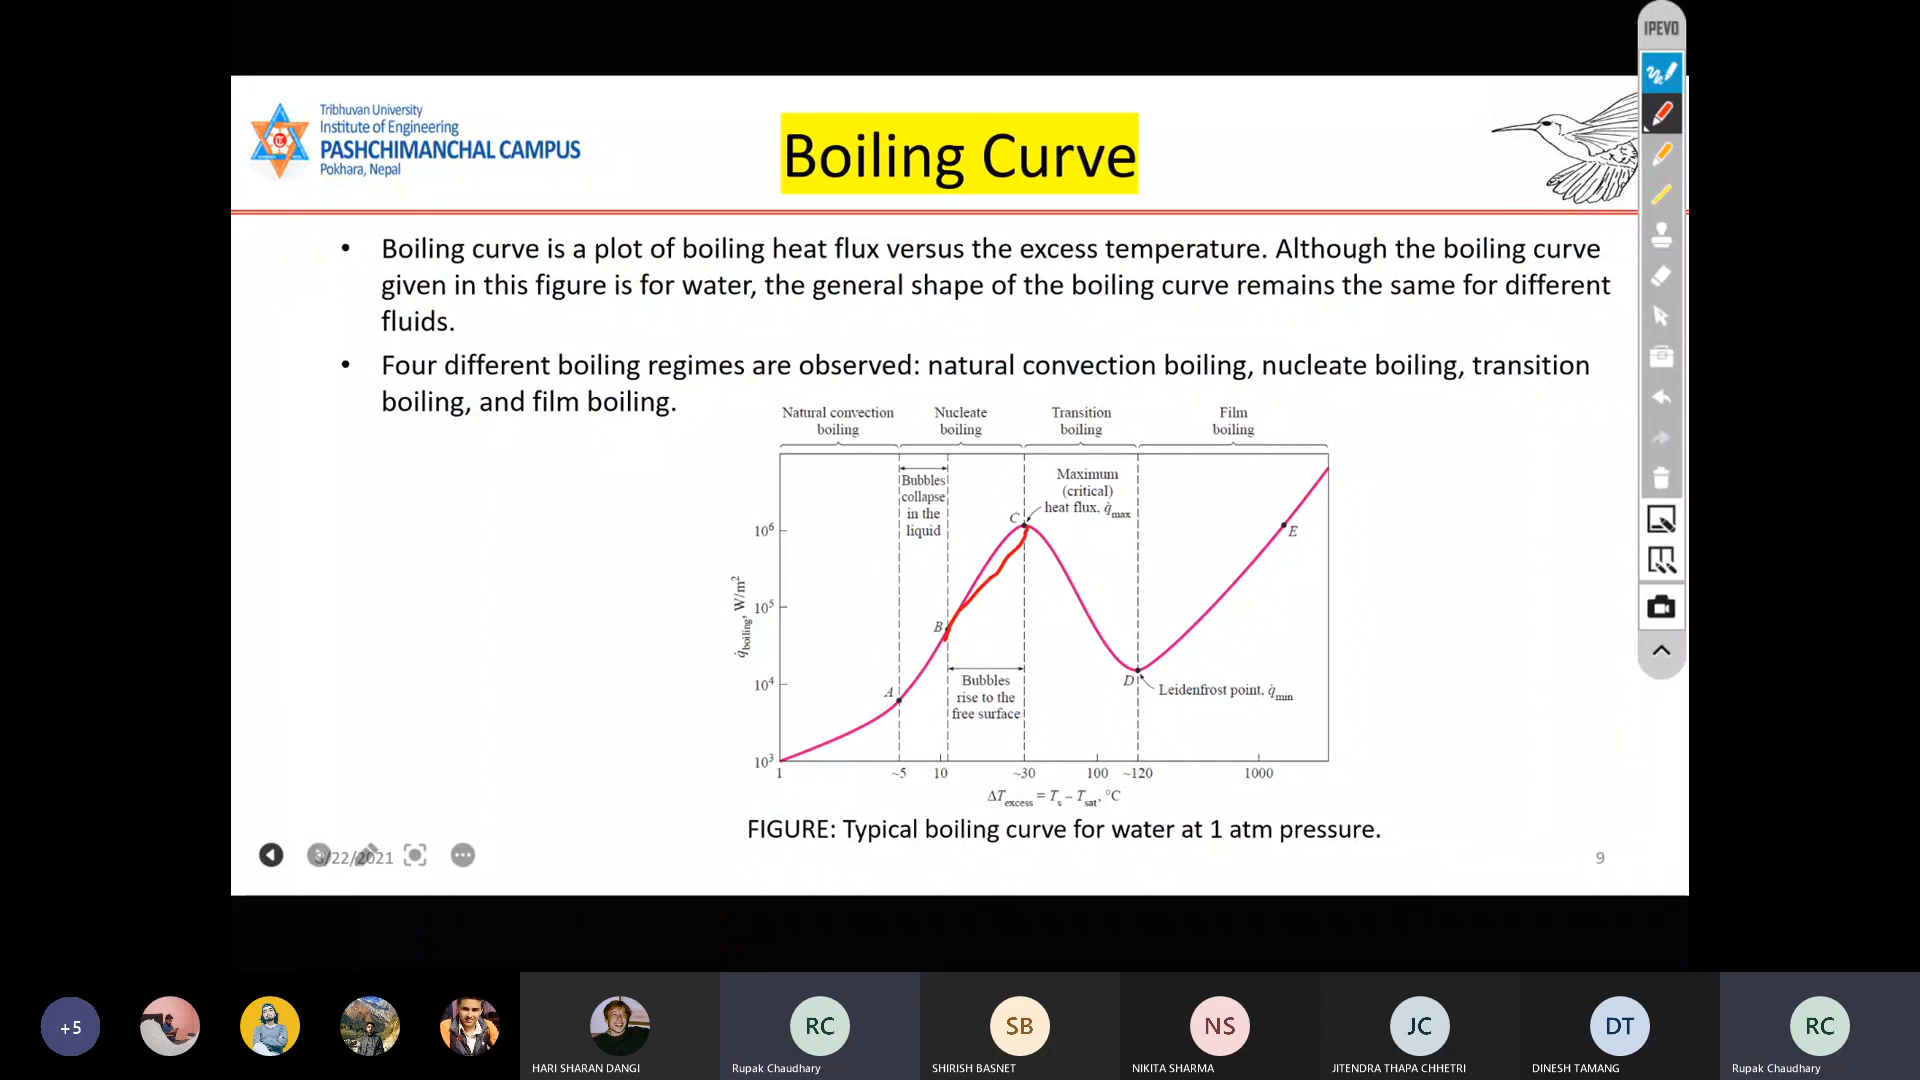 IPEVO
Tribhuvan University
Institute of Engineering
PASHCHIMANCHAL CAMPUS
Pokhara, Nepal
Boiling Curve
• Boiling curve is a plot of boiling heat flux versus the excess temperature. Although the boiling curve
given in this figure is for water, the general shape of the boiling curve remains the same for different
fluids.
• Four different boiling regimes are observed: natural convection boiling, nucleate boiling, transition
boiling, and film boiling.
Natural convection
boiling
Nucleate
boiling
Transition
boiling
Film
boiling
Bubbles
collapse
in the
liquid
Maximum
(critical)
heat flux, q̇max
C
E
10⁶
10⁵
10⁴
10³
q̇boiling, W/m²
B
A
D
Bubbles
rise to the
free surface
Leidenfrost point, q̇min
1 ~5 10 ~30 100 ~120 1000
ΔTexcess = Ts – Tsat, °C
FIGURE: Typical boiling curve for water at 1 atm pressure.
3/22/2021
9
+5
RC
SB
NS
JC
DT
RC
HARI SHARAN DANGI
Rupak Chaudhary
SHIRISH BASNET
NIKITA SHARMA
JITENDRA THAPA CHHETRI
DINESH TAMANG
Rupak Chaudhary